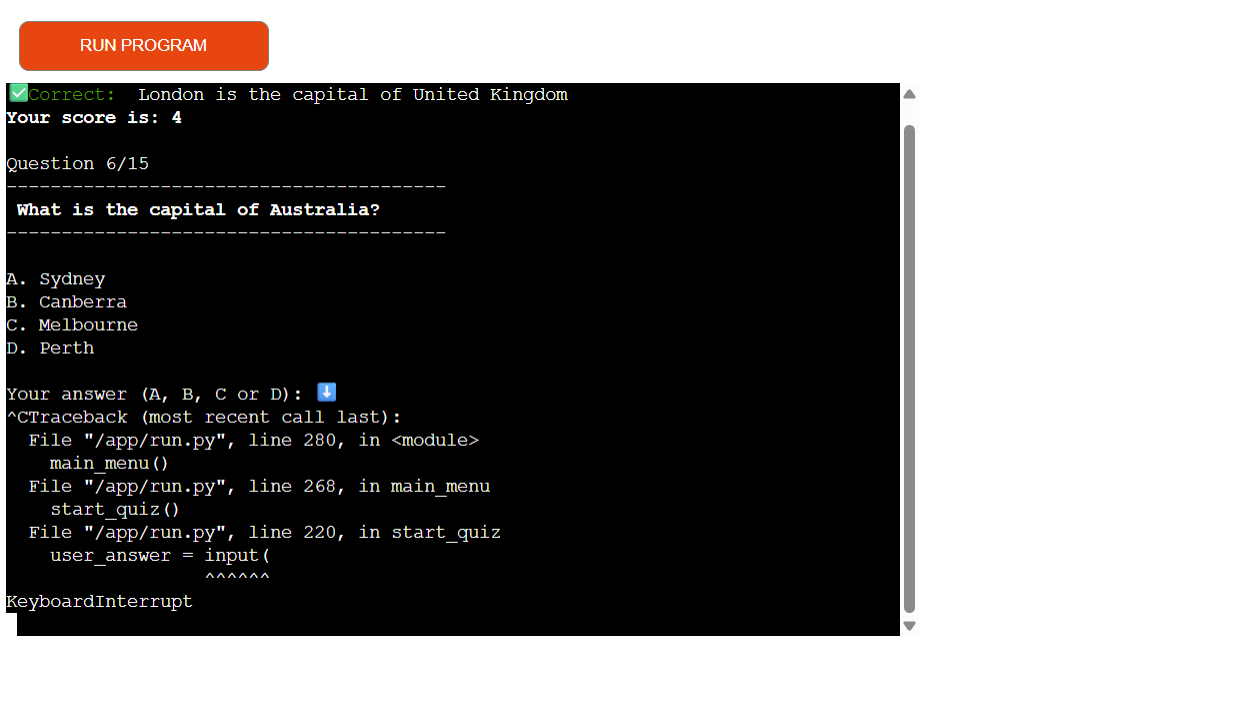 RUN PROGRAM
✅Correct:  London is the capital of United Kingdom
Your score is: 4
Question 6/15
----------------------------------------
What is the capital of Australia?
----------------------------------------
A. Sydney
B. Canberra
C. Melbourne
D. Perth
Your answer (A, B, C or D): ⬇️
^CTraceback (most recent call last):
  File "/app/run.py", line 280, in <module>
    main_menu()
  File "/app/run.py", line 268, in main_menu
    start_quiz()
  File "/app/run.py", line 220, in start_quiz
    user_answer = input(
                  ^^^^^^
KeyboardInterrupt